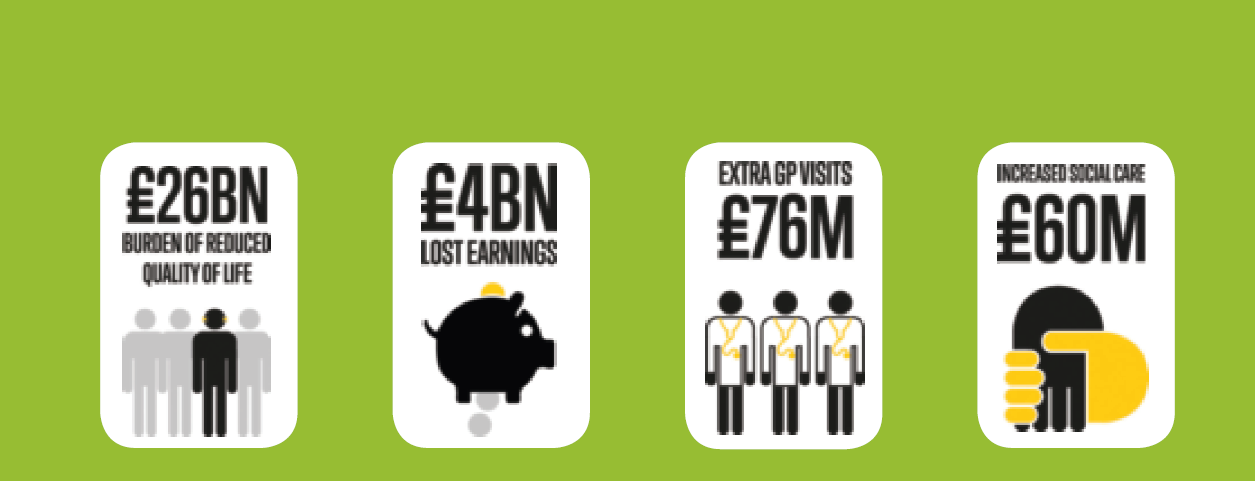 £26BN
BURDEN OF REDUCED
QUALITY OF LIFE
£4BN
LOST EARNINGS
EXTRA GP VISITS
£76M
INCREASED SOCIAL CARE
£60M